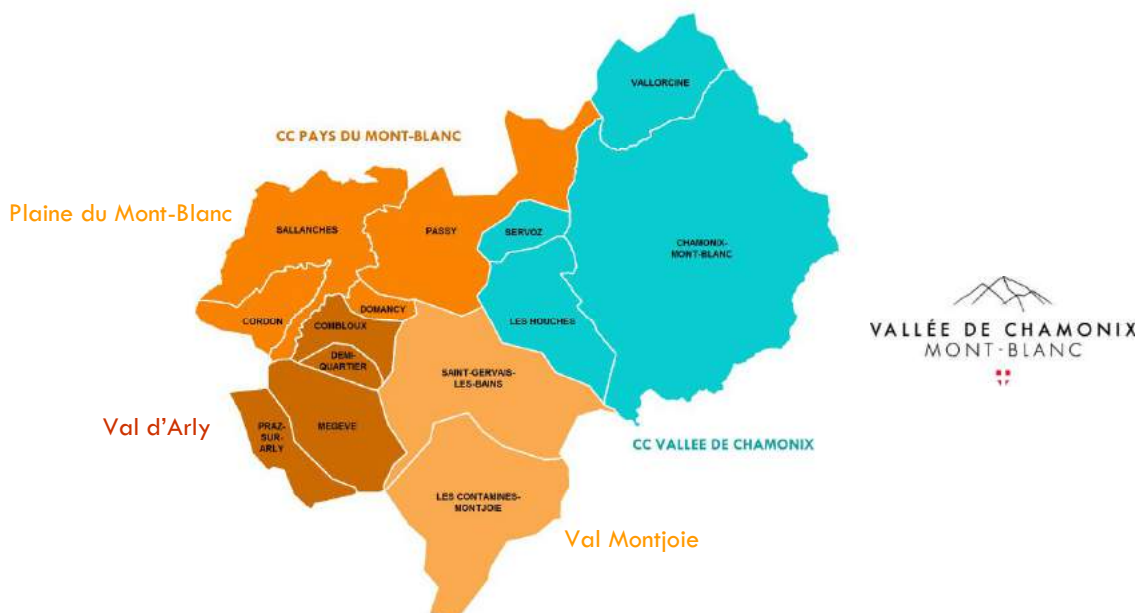 VALLORCINE
CC PAYS DU MONT-BLANC
Plaine du Mont-Blanc
SALLANCHES
PASSY
SERVOZ
CHAMONIX-
MONT-BLANC
CORDON
DOMANCY
COMBLOUX
LES HOUCHES
DEMI-
QUARTIER
SAINT-GERVAIS-
LES-BAINS
VALLÉE DE CHAMONIX
MONT-BLANC
Val d'Arly
PRAZ-
SUR-
ARLY
MEGEVE
CC VALLEE DE CHAMONIX
LES CONTAMINES-
MONTJOIE
Val Montjoie